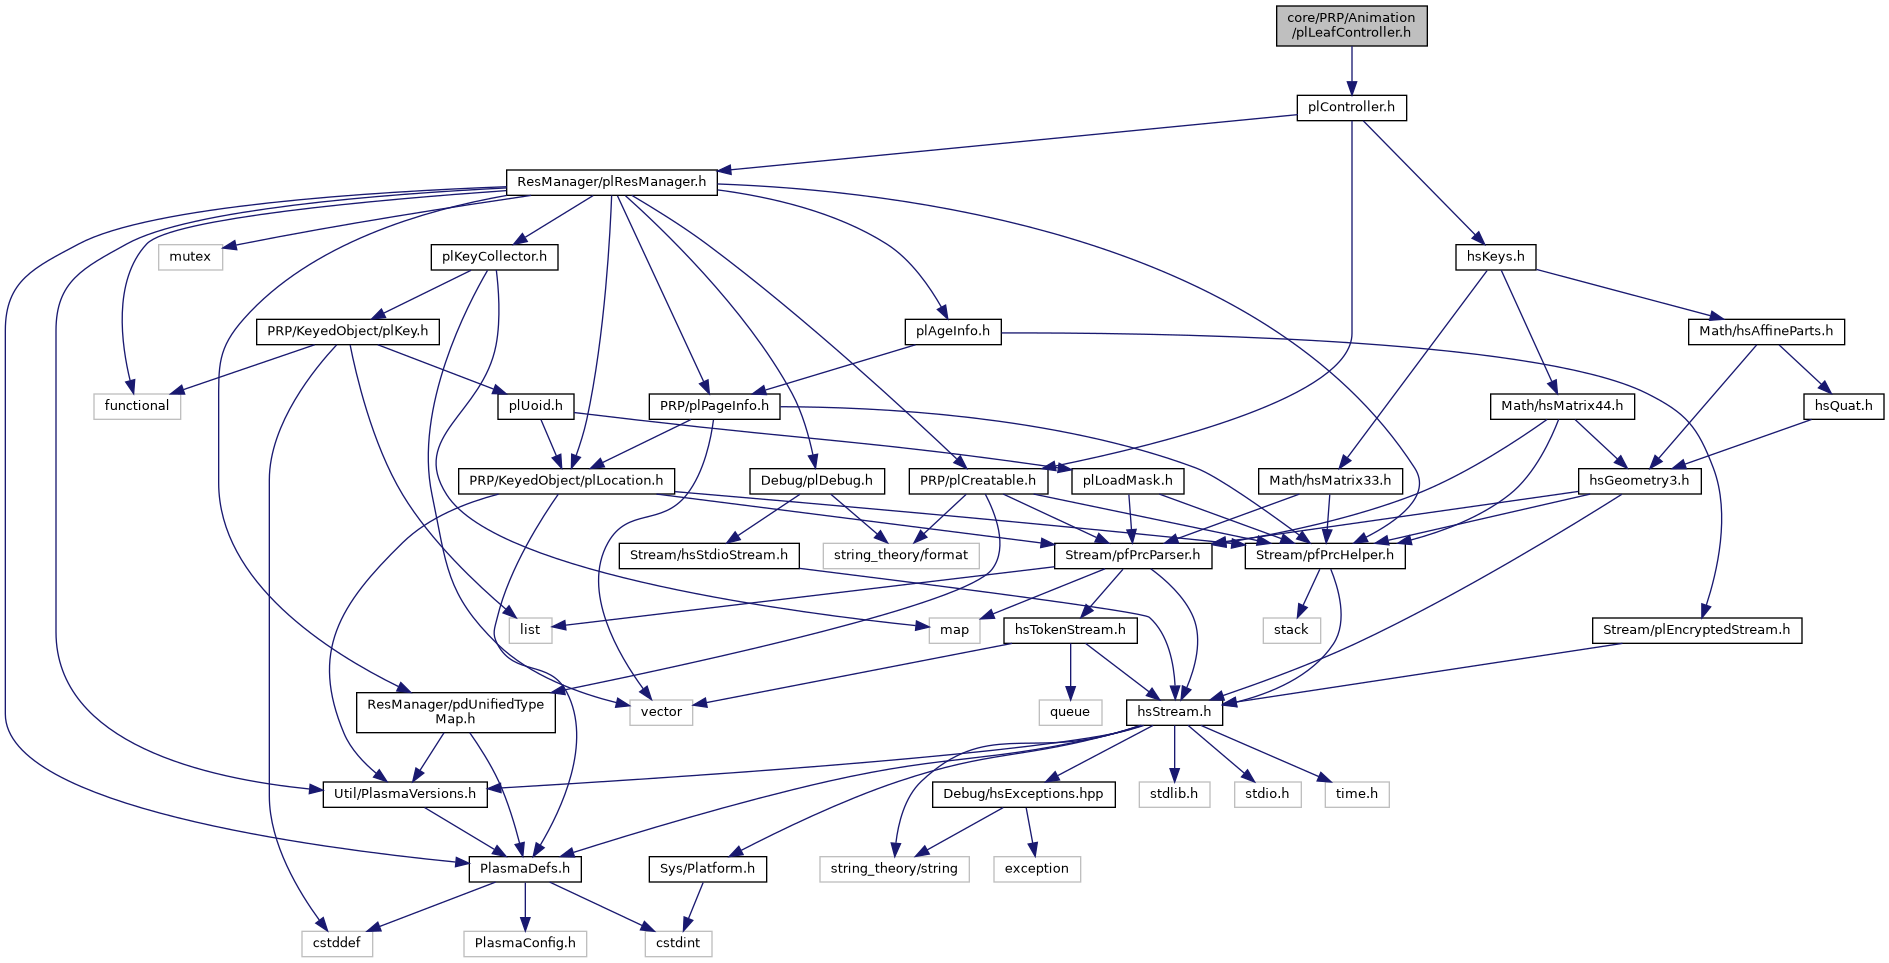 core/PRP/Animation
/plLeafController.h
plController.h
ResManager/plResManager.h
mutex
plKeyCollector.h
hsKeys.h
PRP/KeyedObject/plKey.h
plAgeInfo.h
Math/hsAffineParts.h
functional
plUoid.h
PRP/plPageInfo.h
Math/hsMatrix44.h
hsQuat.h
PRP/KeyedObject/plLocation.h
Debug/plDebug.h
PRP/plCreatable.h
plLoadMask.h
Math/hsMatrix33.h
hsGeometry3.h
Stream/hsStdioStream.h
string_theory/format
Stream/pfPrcParser.h
Stream/pfPrcHelper.h
list
map
hsTokenStream.h
stack
Stream/plEncryptedStream.h
ResManager/pdUnifiedType
Map.h
vector
queue
hsStream.h
Util/PlasmaVersions.h
Debug/hsExceptions.hpp
stdlib.h
stdio.h
time.h
PlasmaDefs.h
Sys/Platform.h
string_theory/string
exception
cstddef
PlasmaConfig.h
cstdint